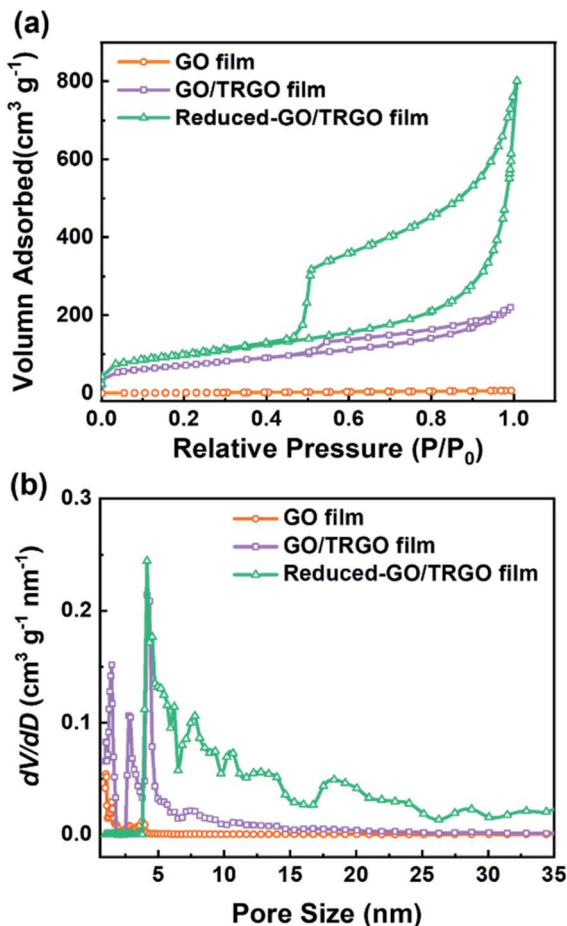 (a)
GO film
GO/TRGO film
Reduced-GO/TRGO film
Volumn Adsorbed(cm³ g⁻¹)
800
600
400
200
0
0.0 0.2 0.4 0.6 0.8 1.0
Relative Pressure (P/P₀)
(b)
GO film
GO/TRGO film
Reduced-GO/TRGO film
dV/dD (cm³ g⁻¹ nm⁻¹)
0.3
0.2
0.1
0.0
5 10 15 20 25 30 35
Pore Size (nm)